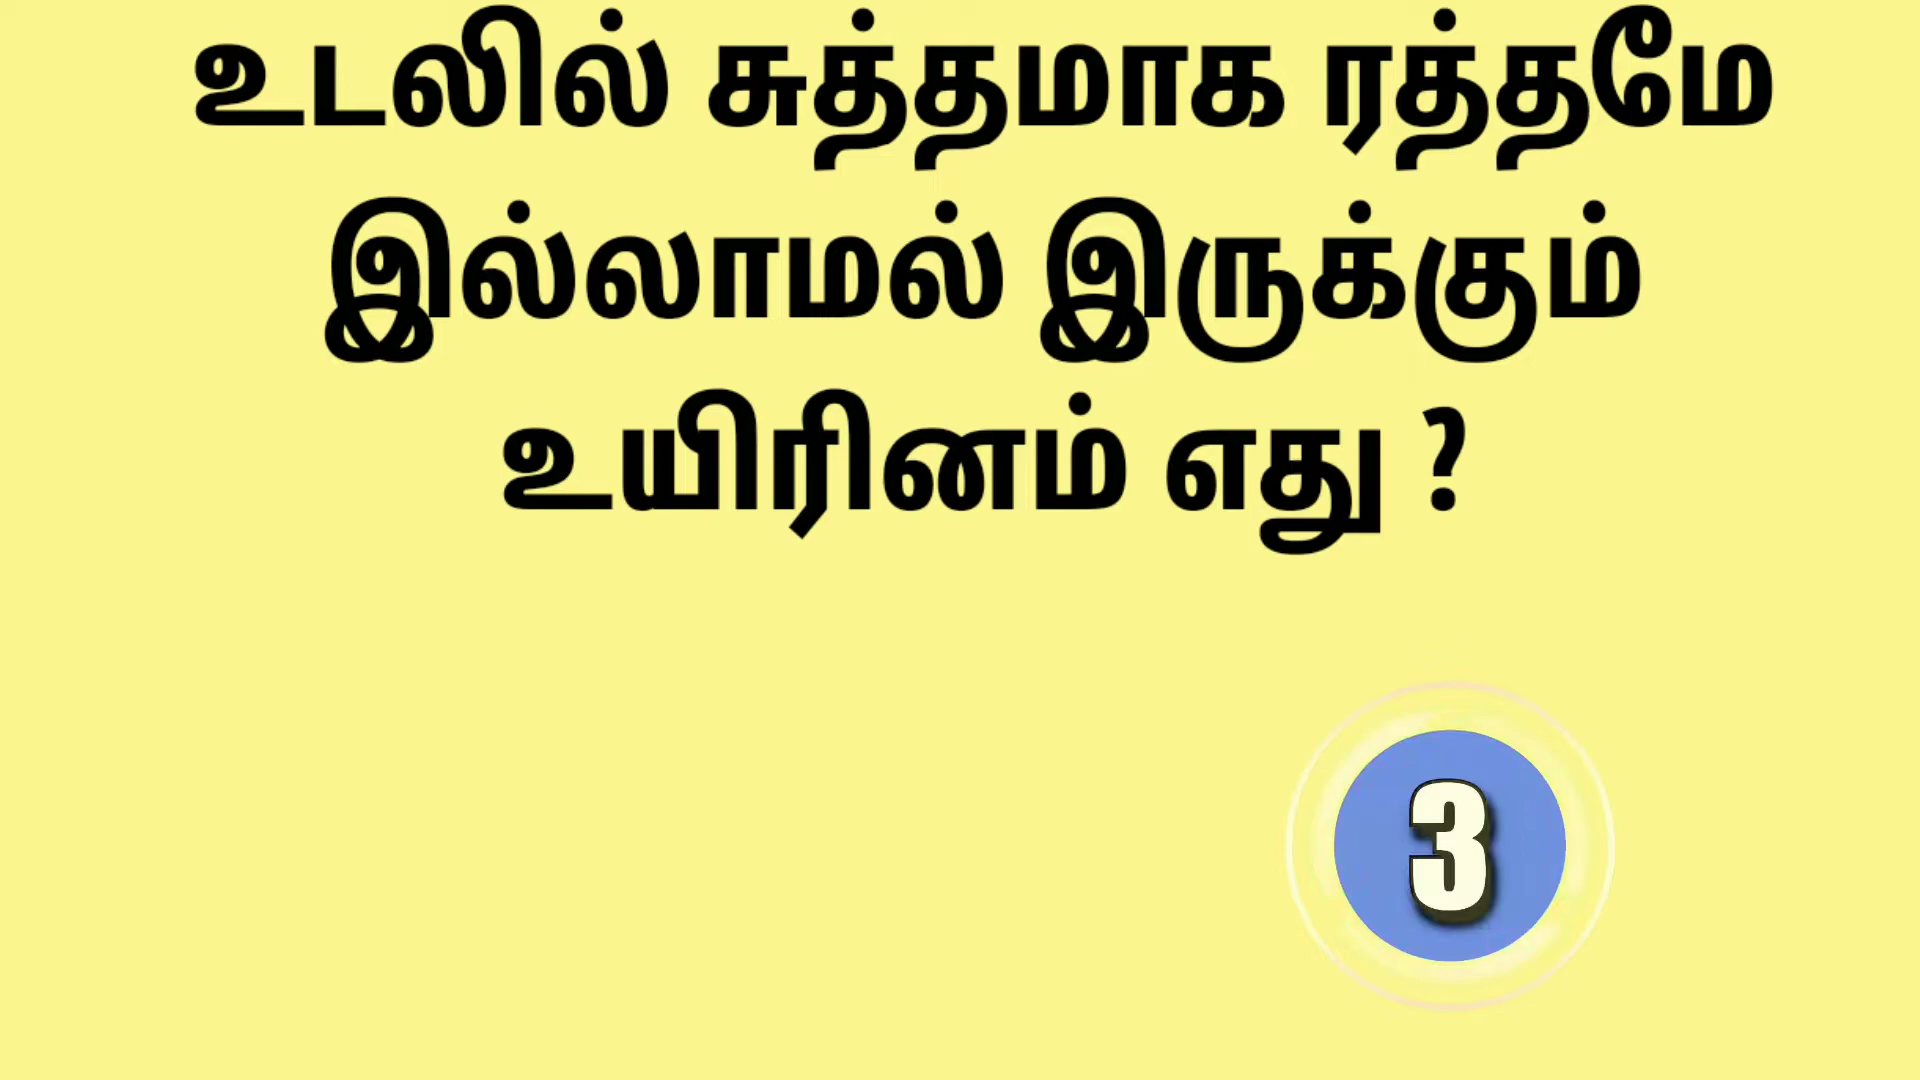 உடலில் சுத்தமாக ரத்தமே
இல்லாமல் இருக்கும்
உயிரினம் எது ?
3